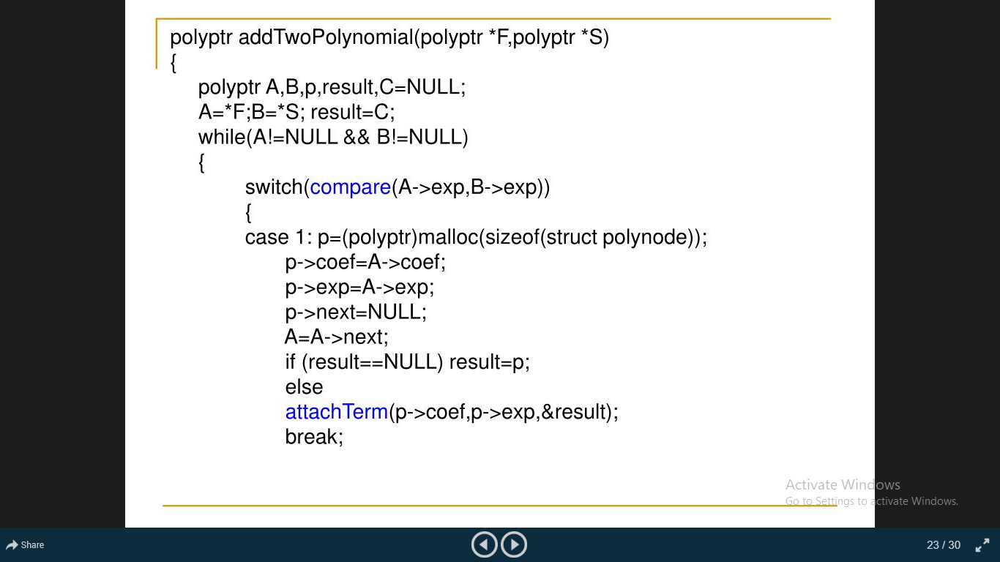 polyptr addTwoPolynomial(polyptr *F,polyptr *S)
{
polyptr A,B,p,result,C=NULL;
A=*F;B=*S; result=C;
while(A!=NULL && B!=NULL)
{
switch(compare(A->exp,B->exp))
{
case 1: p=(polyptr)malloc(sizeof(struct polynode));
p->coef=A->coef;
p->exp=A->exp;
p->next=NULL;
A=A->next;
if (result==NULL) result=p;
else
attachTerm(p->coef,p->exp,&result);
break;
Activate Windows
Go to Settings to activate Windows.
Share
23 / 30